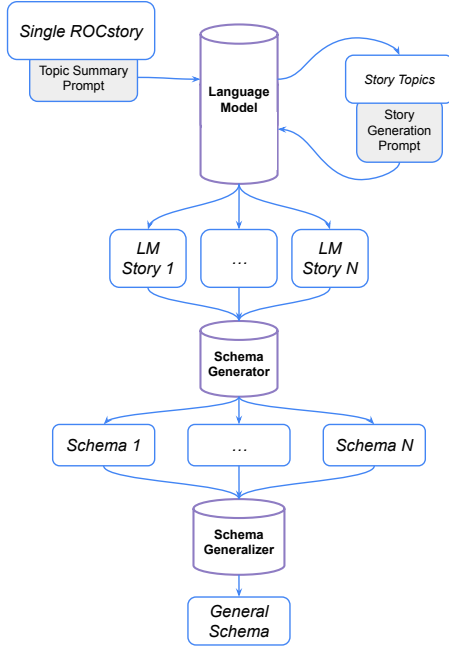 Single ROCstory
Topic Summary
Prompt
Language
Model
Story Topics
Story
Generation
Prompt
LM
Story 1
...
LM
Story N
Schema
Generator
Schema 1
...
Schema N
Schema
Generalizer
General
Schema